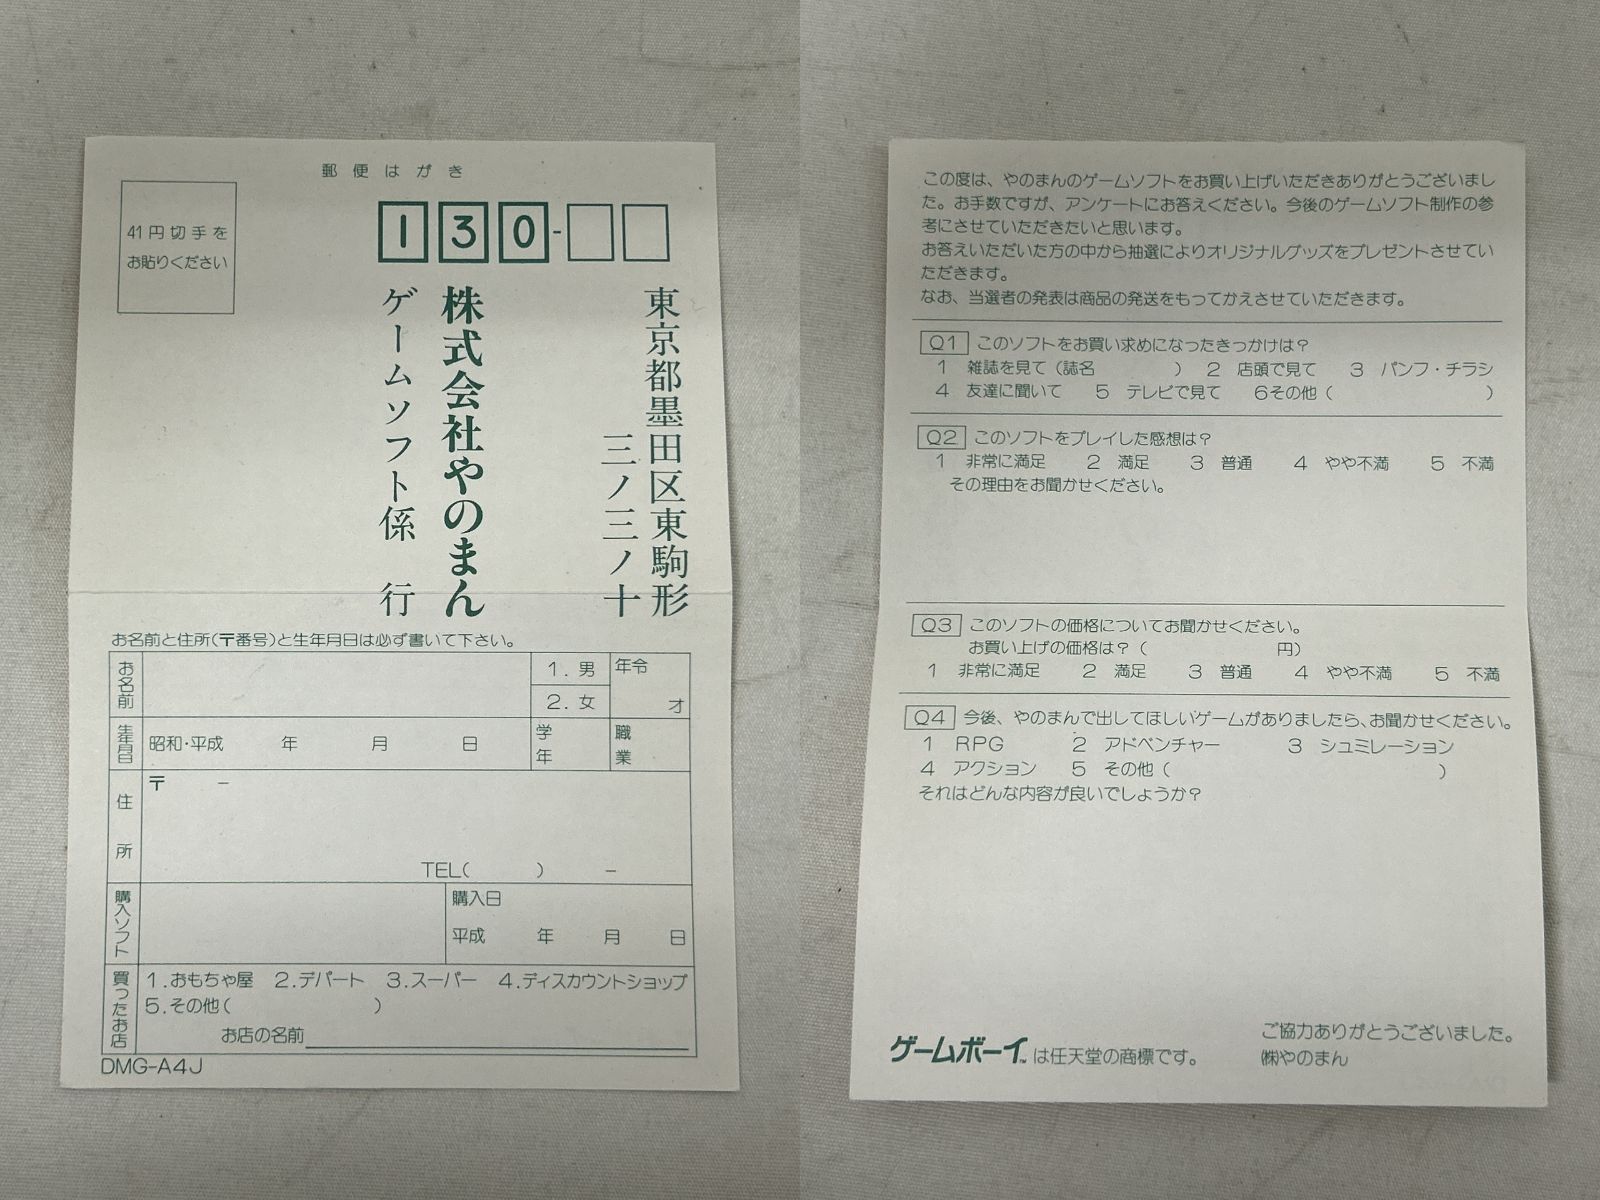 郵便はがき
41円切手を
お貼りください
130-
東京都墨田区東駒形
三ノ三ノ十
株式会社やのまん
ゲームソフト係 行
お名前と住所(〒番号)と生年月日は必ず書いて下さい。
お名前
1. 男
2. 女
年令
才
生年月日
昭和・平成 年 月 日
学年
職業
住所
〒 -
TEL( ) -
購入ソフト
購入日
平成 年 月 日
買ったお店
1.おもちゃ屋 2.デパート 3.スーパー 4.ディスカウントショップ
5.その他( )
お店の名前
DMG-A4J
この度は、やのまんのゲームソフトをお買い上げいただきありがとうございまし
た。お手数ですが、アンケートにお答えください。今後のゲームソフト制作の参
考にさせていただきたいと思います。
お答えいただいた方の中から抽選によりオリジナルグッズをプレゼントさせてい
ただきます。
なお、当選者の発表は商品の発送をもってかえさせていただきます。
Q1 このソフトをお買い求めになったきっかけは?
1 雑誌を見て(誌名 ) 2 店頭で見て 3 パンフ・チラシ
4 友達に聞いて 5 テレビで見て 6その他( )
Q2 このソフトをプレイした感想は?
1 非常に満足 2 満足 3 普通 4 やや不満 5 不満
その理由をお聞かせください。
Q3 このソフトの価格についてお聞かせください。
お買い上げの価格は?( 円)
1 非常に満足 2 満足 3 普通 4 やや不満 5 不満
Q4 今後、やのまんで出してほしいゲームがありましたら、お聞かせください。
1 RPG 2 アドベンチャー 3 シュミレーション
4 アクション 5 その他( )
それはどんな内容が良いでしょうか?
ゲームボーイ™は任天堂の商標です。
ご協力ありがとうございました。
㈱やのまん